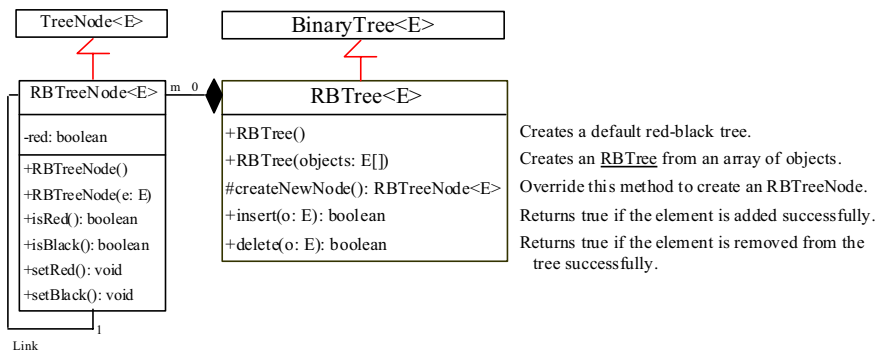 TreeNode<E>
BinaryTree<E>
RBTreeNode<E>
m 0
RBTree<E>
-red: boolean
+RBTreeNode()
+RBTreeNode(e: E)
+isRed(): boolean
+isBlack(): boolean
+setRed(): void
+setBlack(): void
1
Link
+RBTree()
Creates a default red-black tree.
+RBTree(objects: E[])
Creates an RBTree from an array of objects.
#createNewNode(): RBTreeNode<E>
Override this method to create an RBTreeNode.
+insert(o: E): boolean
Returns true if the element is added successfully.
+delete(o: E): boolean
Returns true if the element is removed from the
tree successfully.